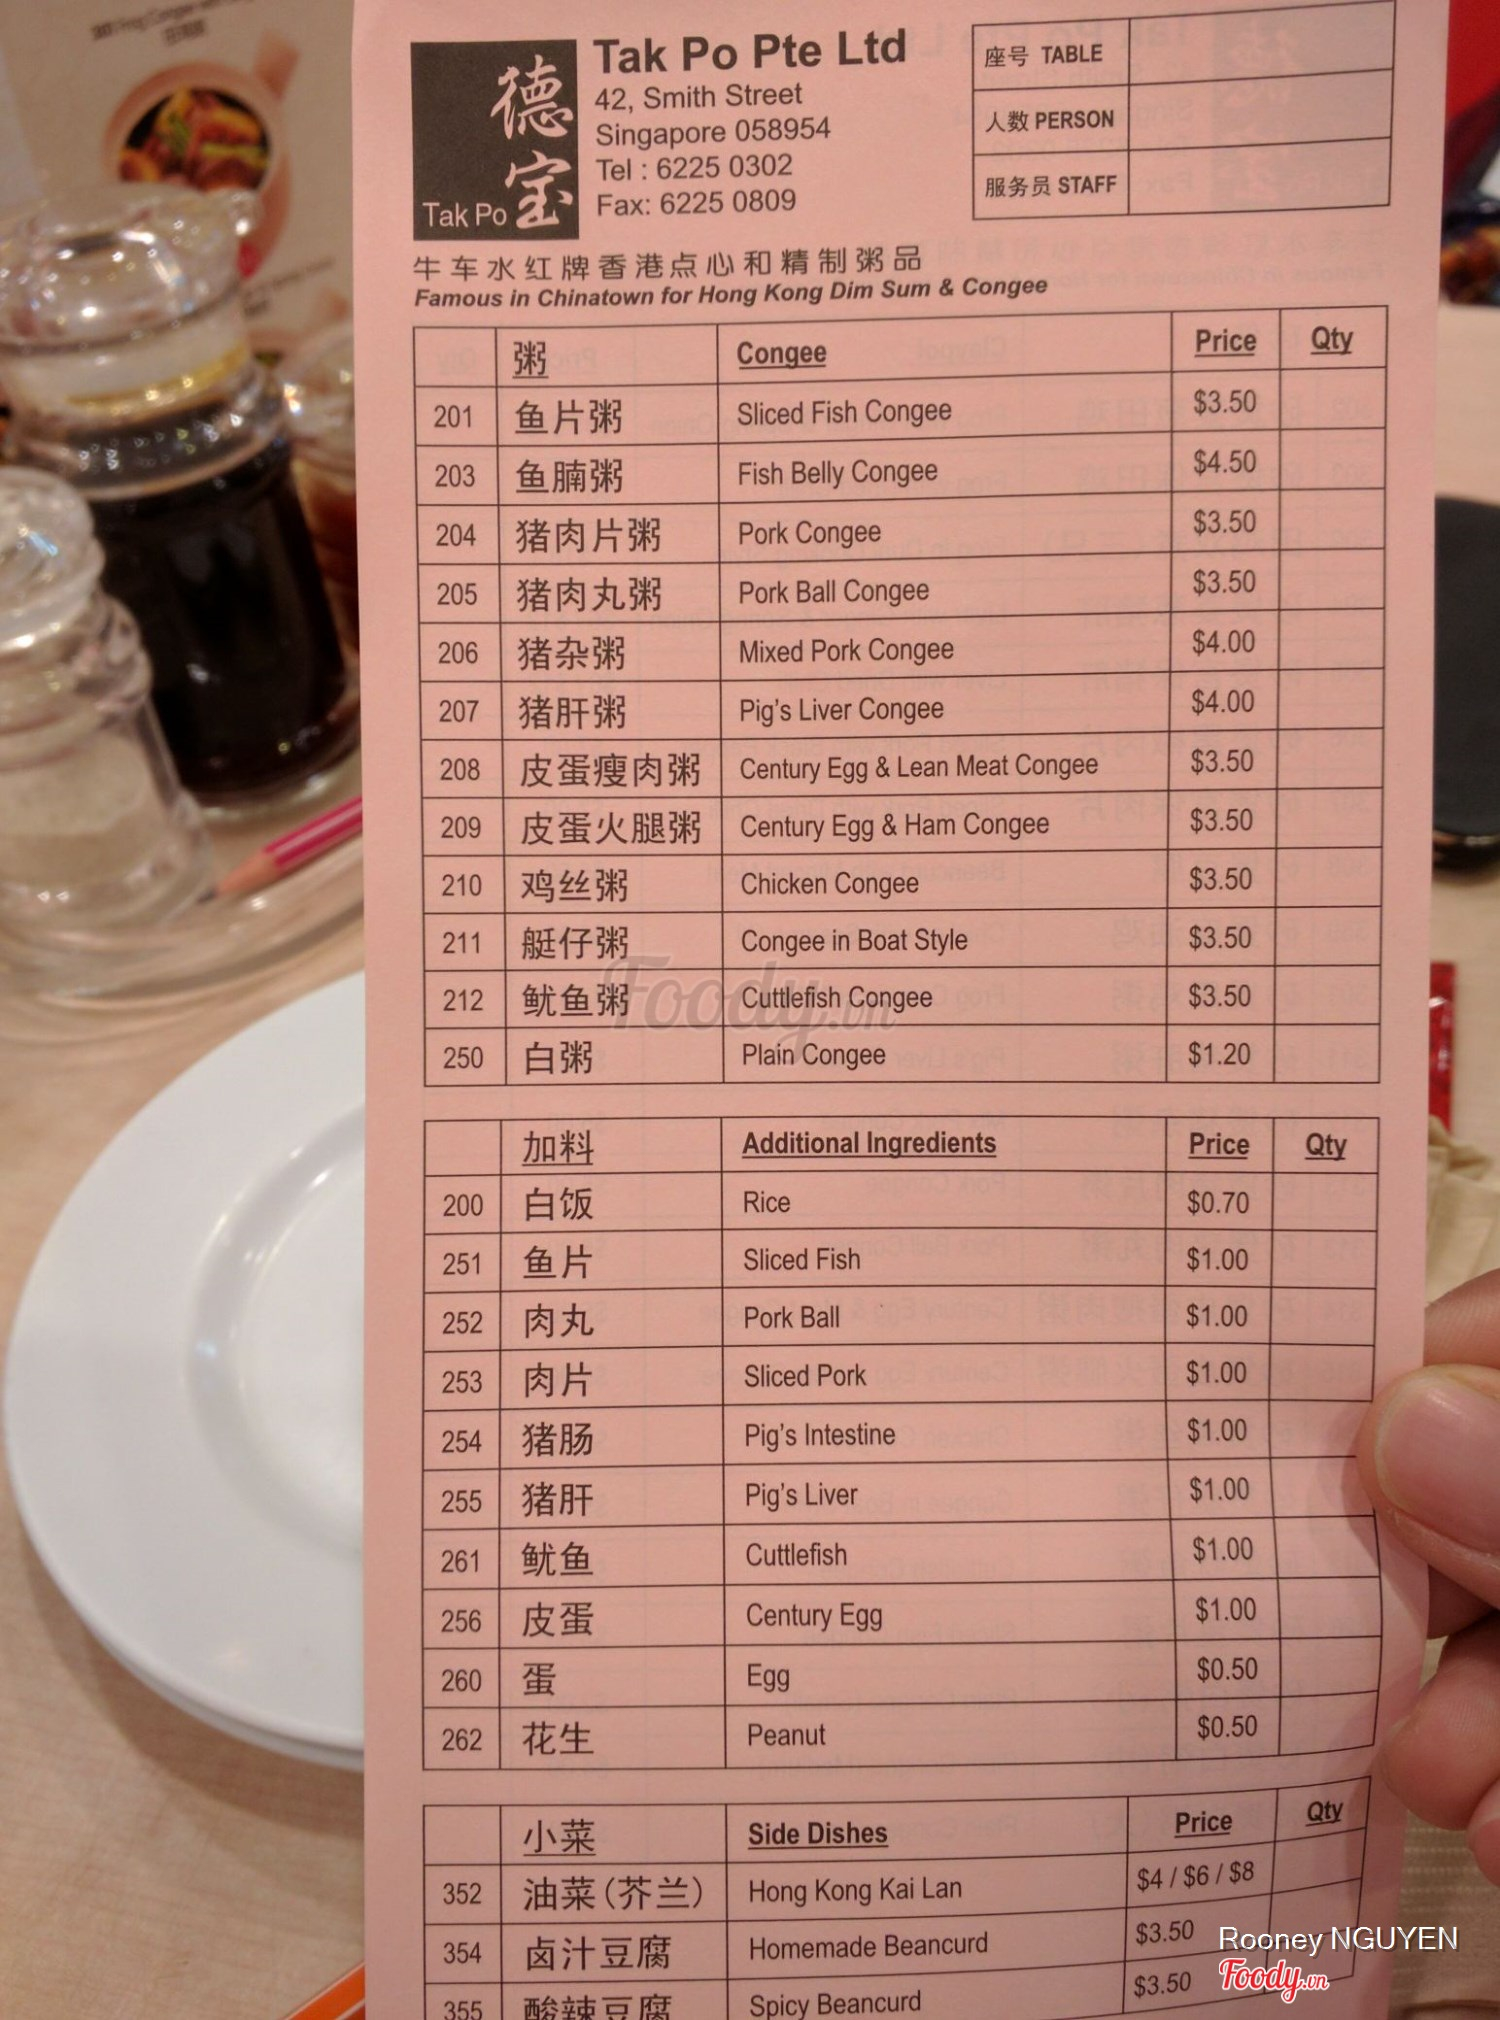 德宝
Tak Po
Tak Po Pte Ltd
42, Smith Street
Singapore 058954
Tel : 6225 0302
Fax: 6225 0809
座号 TABLE
人数 PERSON
服务员 STAFF
牛车水红牌香港点心和精制粥品
Famous in Chinatown for Hong Kong Dim Sum & Congee
粥 Congee Price Qty
201 鱼片粥 Sliced Fish Congee $3.50
203 鱼腩粥 Fish Belly Congee $4.50
204 猪肉片粥 Pork Congee $3.50
205 猪肉丸粥 Pork Ball Congee $3.50
206 猪杂粥 Mixed Pork Congee $4.00
207 猪肝粥 Pig's Liver Congee $4.00
208 皮蛋瘦肉粥 Century Egg & Lean Meat Congee $3.50
209 皮蛋火腿粥 Century Egg & Ham Congee $3.50
210 鸡丝粥 Chicken Congee $3.50
211 艇仔粥 Congee in Boat Style $3.50
212 鱿鱼粥 Cuttlefish Congee $3.50
250 白粥 Plain Congee $1.20
Foody.vn
加料 Additional Ingredients Price Qty
200 白饭 Rice $0.70
251 鱼片 Sliced Fish $1.00
252 肉丸 Pork Ball $1.00
253 肉片 Sliced Pork $1.00
254 猪肠 Pig's Intestine $1.00
255 猪肝 Pig's Liver $1.00
261 鱿鱼 Cuttlefish $1.00
256 皮蛋 Century Egg $1.00
260 蛋 Egg $0.50
262 花生 Peanut $0.50
小菜 Side Dishes Price Qty
352 油菜(芥兰) Hong Kong Kai Lan $4 / $6 / $8
354 卤汁豆腐 Homemade Beancurd $3.50
355 酸辣豆腐 Spicy Beancurd $3.50
Rooney NGUYEN
Foody.vn